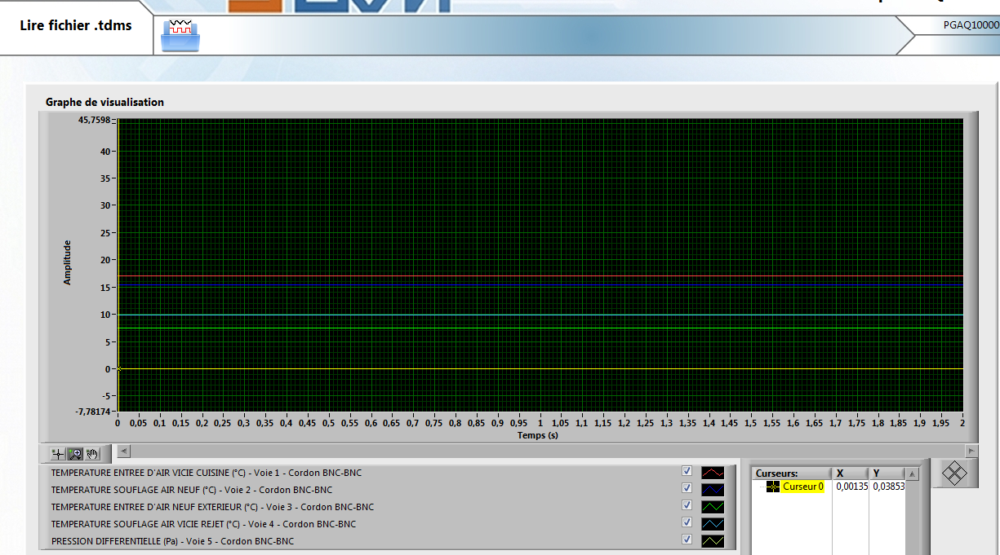 Lire fichier .tdms
PGAQ10000
Graphe de visualisation
45,7598
40
35
30
25
20
15
10
5
0
-5
-7,78174
Amplitude
0 0,05 0,1 0,15 0,2 0,25 0,3 0,35 0,4 0,45 0,5 0,55 0,6 0,65 0,7 0,75 0,8 0,85 0,9 0,95 1 1,05 1,1 1,15 1,2 1,25 1,3 1,35 1,4 1,45 1,5 1,55 1,6 1,65 1,7 1,75 1,8 1,85 1,9 1,95 2
Temps (s)
TEMPERATURE ENTREE D'AIR VICIE CUISINE (°C) - Voie 1 - Cordon BNC-BNC
TEMPERATURE SOUFLAGE AIR NEUF (°C) - Voie 2 - Cordon BNC-BNC
TEMPERATURE ENTREE D'AIR NEUF EXTERIEUR (°C) - Voie 3 - Cordon BNC-BNC
TEMPERATURE SOUFLAGE AIR VICIE REJET (°C) - Voie 4 - Cordon BNC-BNC
PRESSION DIFFERENTIELLE (Pa) - Voie 5 - Cordon BNC-BNC
Curseurs: X Y
Curseur 0 0,00135 0,03853